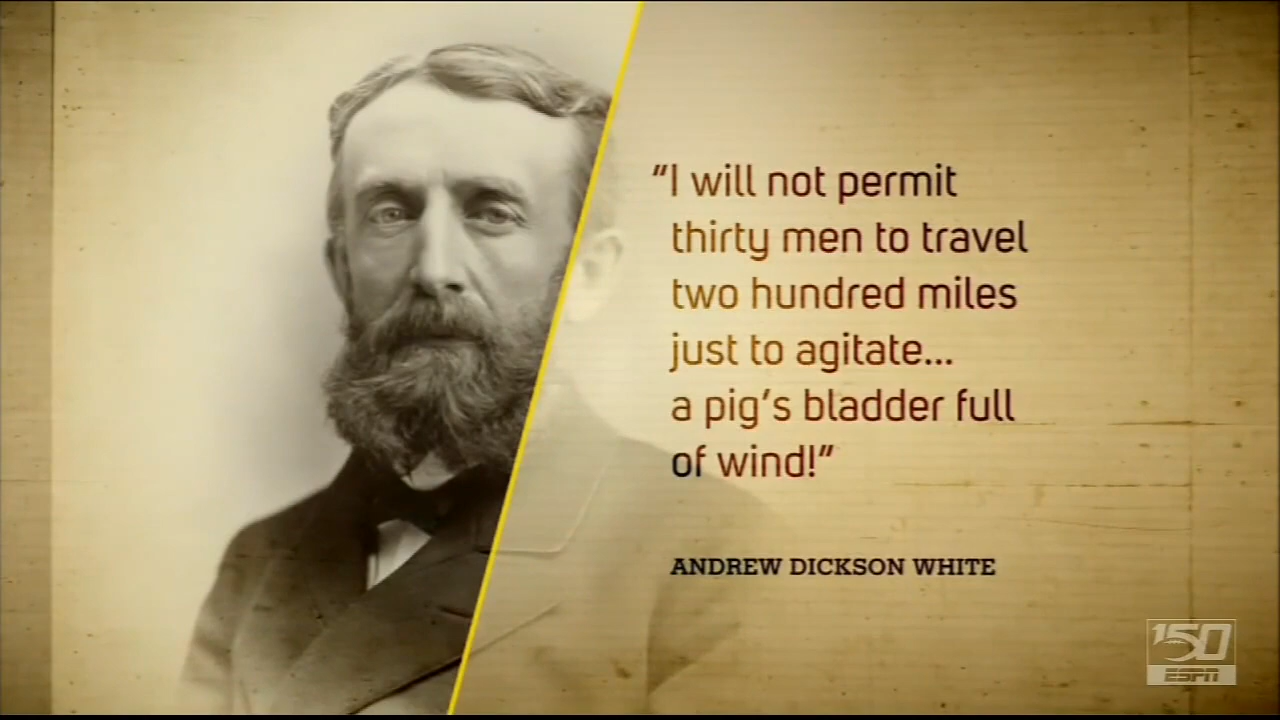 “I will not permit
thirty men to travel
two hundred miles
just to agitate...
a pig’s bladder full
of wind!”
ANDREW DICKSON WHITE
150
ESPN